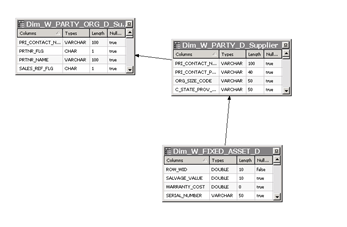 Dim_W_PARTY_ORG_D_Su...
Columns Types Length Null...
PRI_CONTACT_N... VARCHAR 100 true
PRTNR_FLG CHAR 1 true
PRTNR_NAME VARCHAR 100 true
SALES_REF_FLG CHAR 1 true
Dim_W_PARTY_D_Supplier
Columns Types Length Null...
PRI_CONTACT_N... VARCHAR 100 true
PRI_CONTACT_P... VARCHAR 40 true
ORG_SIZE_CODE VARCHAR 50 true
C_STATE_PROV_... VARCHAR 50 true
Dim_W_FIXED_ASSET_D
Columns Types Length Null...
ROW_WID DOUBLE 10 false
SALVAGE_VALUE DOUBLE 10 true
WARRANTY_COST DOUBLE 0 true
SERIAL_NUMBER VARCHAR 50 true